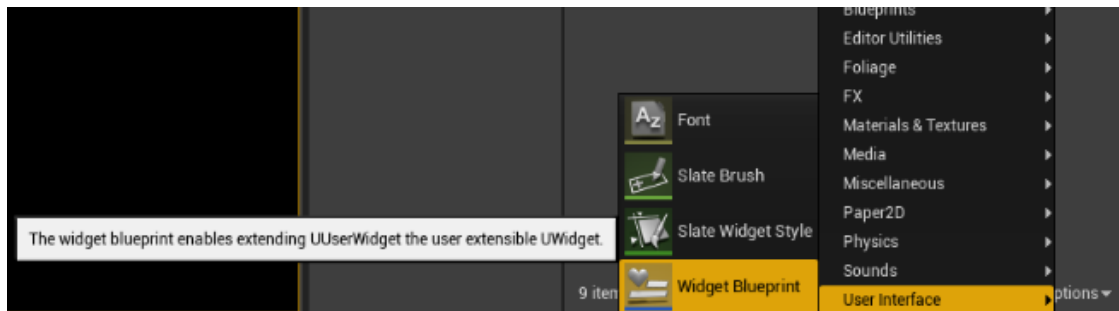 Blueprints
Editor Utilities
Foliage
FX
Materials & Textures
Media
Miscellaneous
Paper2D
Physics
Sounds
User Interface
Font
Slate Brush
Slate Widget Style
Widget Blueprint
The widget blueprint enables extending UUserWidget the user extensible UWidget.
9 item
ptions